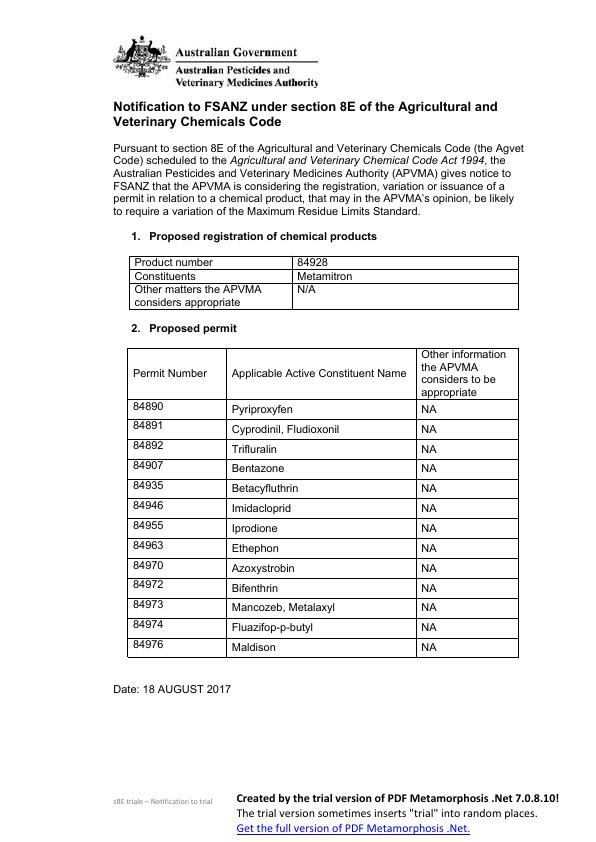 Australian Government
Australian Pesticides and
Veterinary Medicines Authority
Notification to FSANZ under section 8E of the Agricultural and
Veterinary Chemicals Code
Pursuant to section 8E of the Agricultural and Veterinary Chemicals Code (the Agvet
Code) scheduled to the Agricultural and Veterinary Chemical Code Act 1994, the
Australian Pesticides and Veterinary Medicines Authority (APVMA) gives notice to
FSANZ that the APVMA is considering the registration, variation or issuance of a
permit in relation to a chemical product, that may in the APVMA's opinion, be likely
to require a variation of the Maximum Residue Limits Standard.
1. Proposed registration of chemical products
Product number 84928
Constituents Metamitron
Other matters the APVMA N/A
considers appropriate
2. Proposed permit
Permit Number Applicable Active Constituent Name Other information
the APVMA
considers to be
appropriate
84890 Pyriproxyfen NA
84891 Cyprodinil, Fludioxonil NA
84892 Trifluralin NA
84907 Bentazone NA
84935 Betacyfluthrin NA
84946 Imidacloprid NA
84955 Iprodione NA
84963 Ethephon NA
84970 Azoxystrobin NA
84972 Bifenthrin NA
84973 Mancozeb, Metalaxyl NA
84974 Fluazifop-p-butyl NA
84976 Maldison NA
Date: 18 AUGUST 2017
s8E triale – Notification to trial
Created by the trial version of PDF Metamorphosis .Net 7.0.8.10!
The trial version sometimes inserts "trial" into random places.
Get the full version of PDF Metamorphosis .Net.